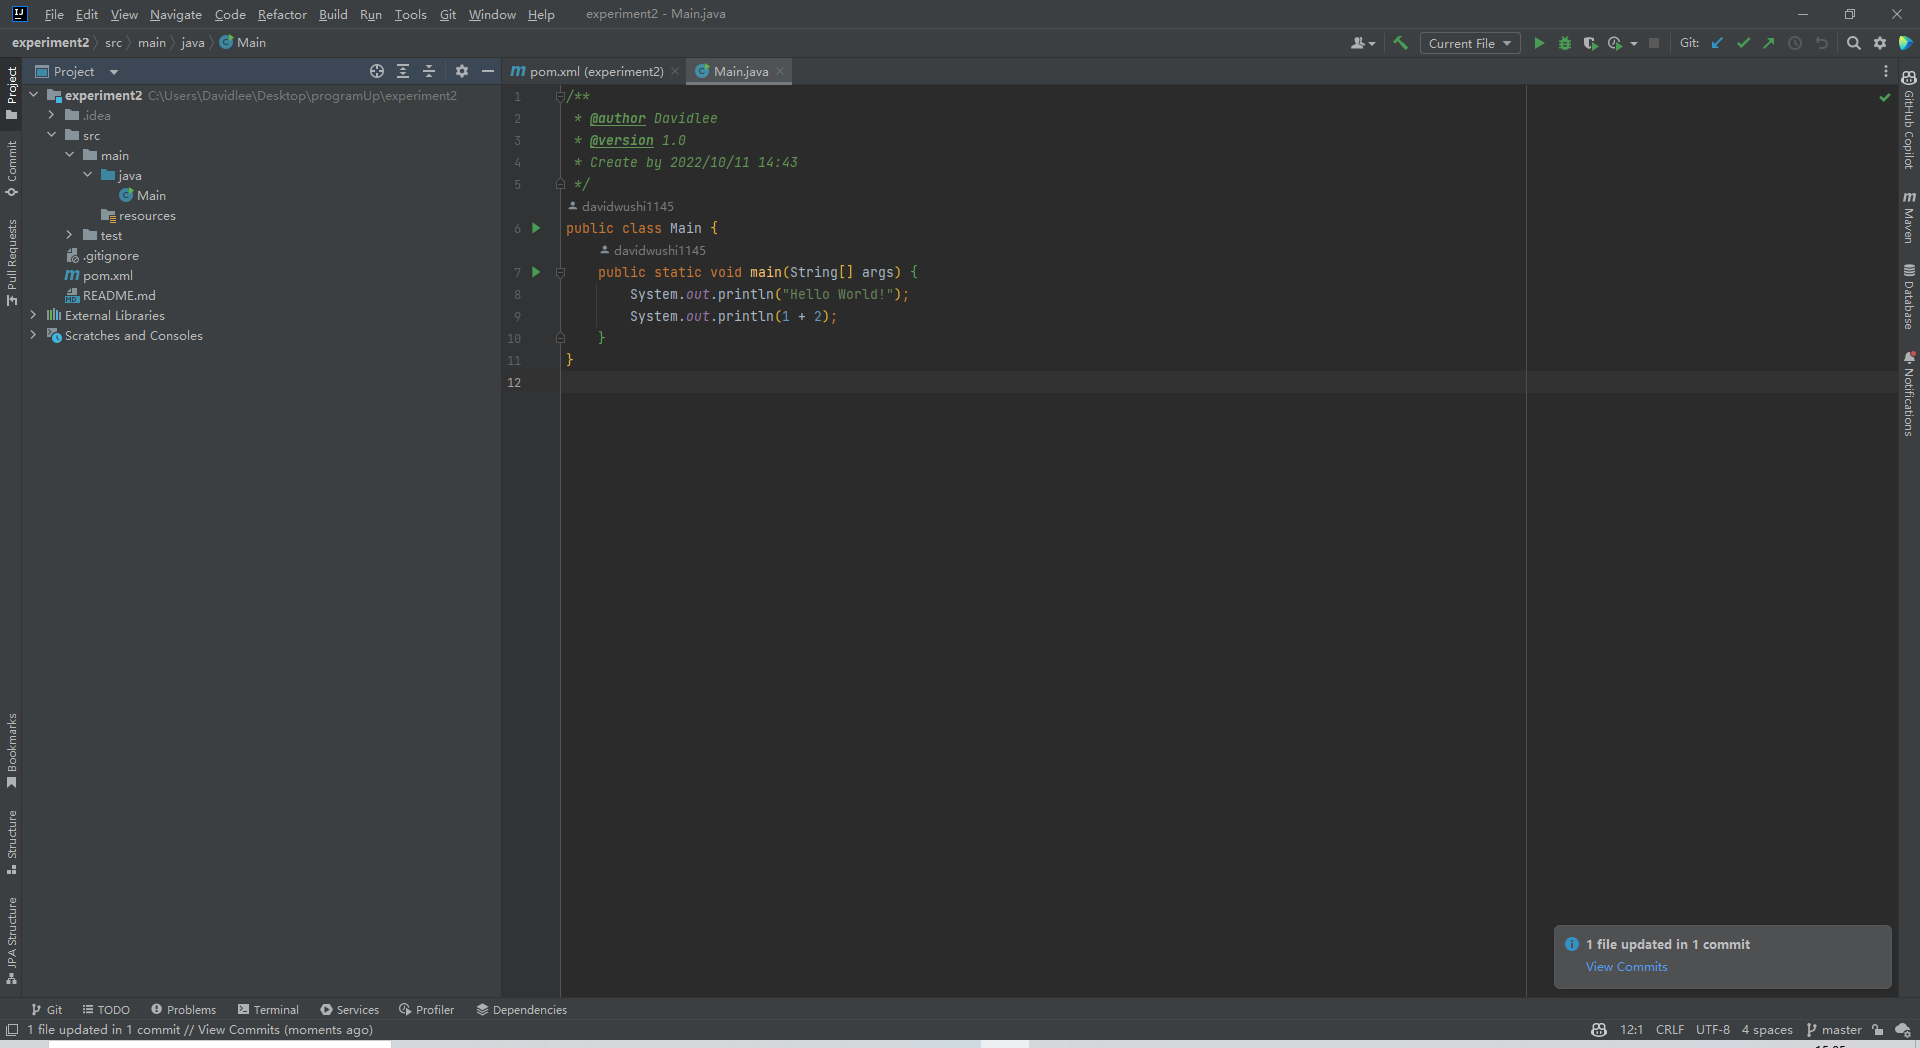 File Edit View Navigate Code Refactor Build Run Tools Git Window Help experiment2 - Main.java
experiment2 src main java Main
Current File Git:
Project
pom.xml (experiment2) Main.java
experiment2 C:\Users\Davidlee\Desktop\programUp\experiment2
.idea
src
main
java
Main
resources
test
.gitignore
pom.xml
README.md
External Libraries
Scratches and Consoles
1 /**
2 * @author Davidlee
3 * @version 1.0
4 * Create by 2022/10/11 14:43
5 */
davidwushi1145
6 public class Main {
davidwushi1145
7 public static void main(String[] args) {
8 System.out.println("Hello World!");
9 System.out.println(1 + 2);
10 }
11 }
12
Project
Commit
Pull Requests
Bookmarks
Structure
JPA Structure
GitHub Copilot
Maven
Database
Notifications
1 file updated in 1 commit
View Commits
Git TODO Problems Terminal Services Profiler Dependencies
1 file updated in 1 commit // View Commits (moments ago) 12:1 CRLF UTF-8 4 spaces master